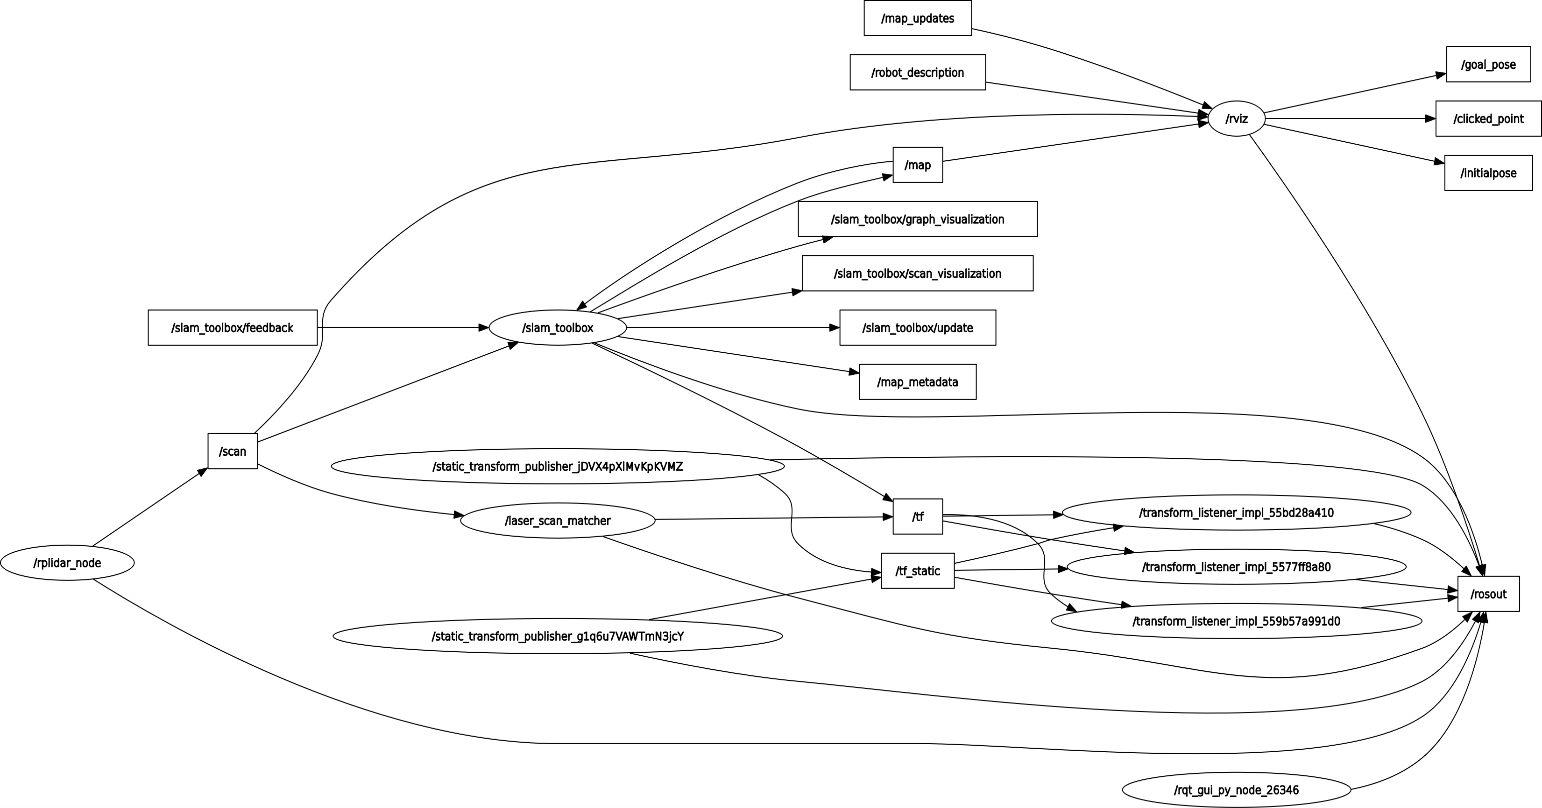 /map_updates
/robot_description
/goal_pose
/rviz
/clicked_point
/map
/initialpose
/slam_toolbox/graph_visualization
/slam_toolbox/scan_visualization
/slam_toolbox/feedback
/slam_toolbox
/slam_toolbox/update
/map_metadata
/scan
/static_transform_publisher_jDVX4pXlMvKpKVMZ
/laser_scan_matcher
/tf
/transform_listener_impl_55bd28a410
/rplidar_node
/tf_static
/transform_listener_impl_5577ff8a80
/rosout
/static_transform_publisher_g1q6u7VAWTmN3jcY
/transform_listener_impl_559b57a991d0
/rqt_gui_py_node_26346